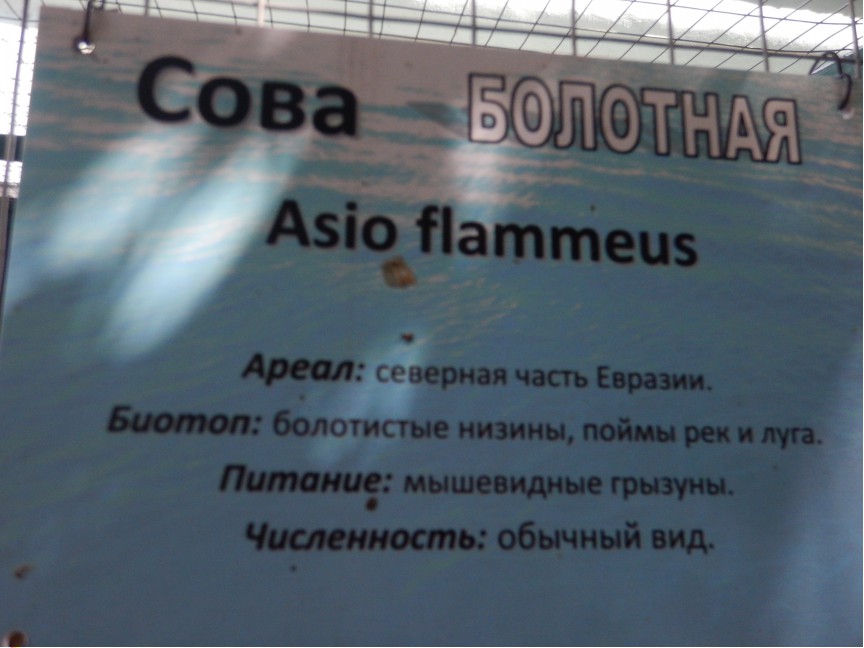 Сова БОЛОТНАЯ
Asio flammeus
Ареал: северная часть Евразии.
Биотоп: болотистые низины, поймы рек и луга.
Питание: мышевидные грызуны.
Численность: обычный вид.